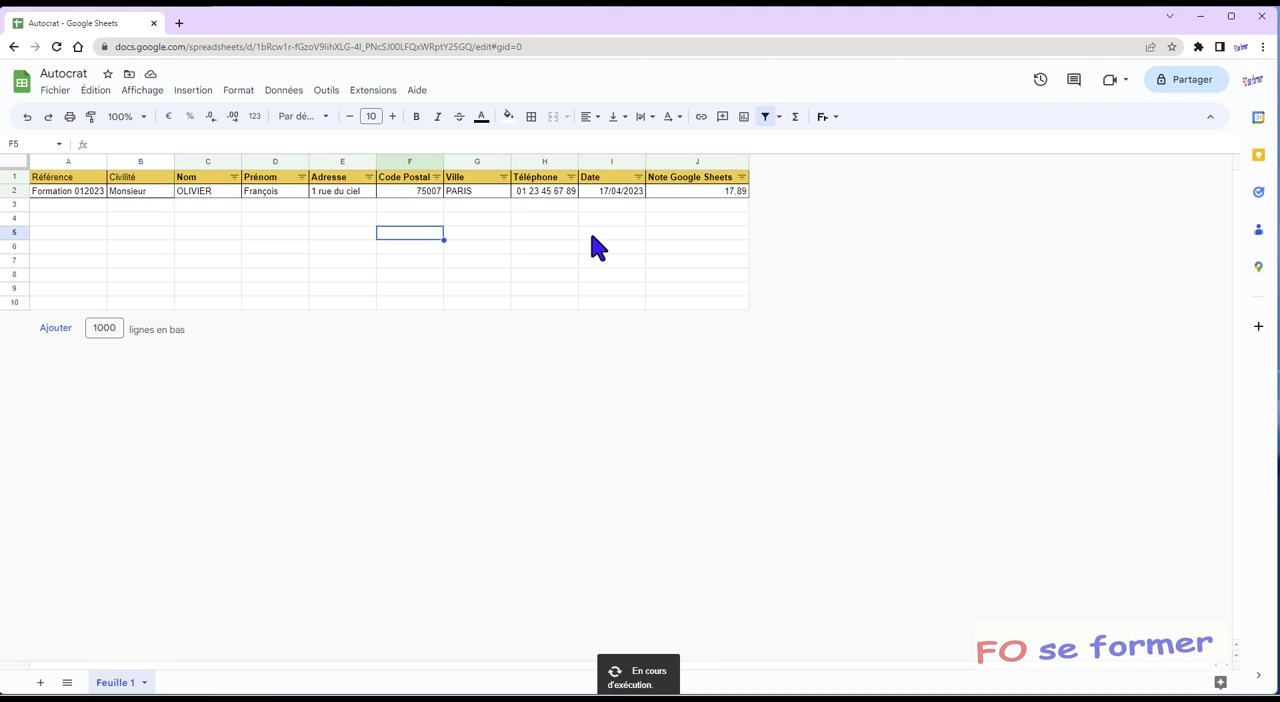 Autocrat - Google Sheets
docs.google.com/spreadsheets/d/1bRcw1r-fGzoV9IihXLG-4I_PNcSJ00LFQxWRptY25GQ/edit#gid=0
Autocrat
Fichier Édition Affichage Insertion Format Données Outils Extensions Aide
Partager
100% € % .0 .00 123 Par dé... 10 B I A Σ Fr
F5 fx
A B C D E F G H I J
1 Référence Civilité Nom Prénom Adresse Code Postal Ville Téléphone Date Note Google Sheets
2 Formation 012023 Monsieur OLIVIER François 1 rue du ciel 75007 PARIS 01 23 45 67 89 17/04/2023 17,89
3
4
5
6
7
8
9
10
Ajouter 1000 lignes en bas
FO se former
En cours
d'exécution.
Feuille 1